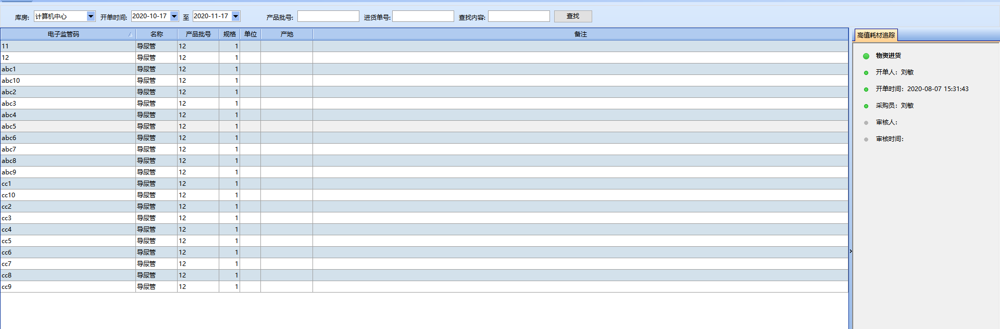 库房: 计算机中心 开单时间: 2020-10-17 至 2020-11-17 产品批号: 进货单号: 查找内容: 查找
电子监管码 名称 产品批号 规格 单位 产地 备注
11 导尿管 12 1
12 导尿管 12 1
abc1 导尿管 12 1
abc10 导尿管 12 1
abc2 导尿管 12 1
abc3 导尿管 12 1
abc4 导尿管 12 1
abc5 导尿管 12 1
abc6 导尿管 12 1
abc7 导尿管 12 1
abc8 导尿管 12 1
abc9 导尿管 12 1
cc1 导尿管 12 1
cc10 导尿管 12 1
cc2 导尿管 12 1
cc3 导尿管 12 1
cc4 导尿管 12 1
cc5 导尿管 12 1
cc6 导尿管 12 1
cc7 导尿管 12 1
cc8 导尿管 12 1
cc9 导尿管 12 1
高值耗材追踪
物资进货
开单人: 刘敏
开单时间: 2020-08-07 15:31:43
采购员: 刘敏
审核人:
审核时间: